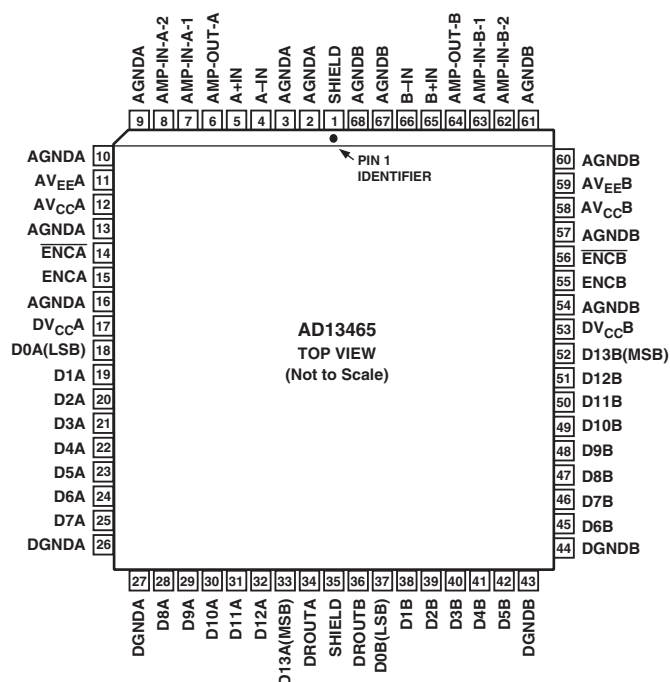 AGNDA
AMP-IN-A-2
AMP-IN-A-1
AMP-OUT-A
A+IN
A–IN
AGNDA
AGNDA
SHIELD
AGNDB
AGNDB
B–IN
B+IN
AMP-OUT-B
AMP-IN-B-1
AMP-IN-B-2
AGNDB
9 8 7 6 5 4 3 2 1 68 67 66 65 64 63 62 61
PIN 1
IDENTIFIER
AGNDA 10
AVEEA 11
AVCCA 12
AGNDA 13
E̅N̅C̅A̅ 14
ENCA 15
AGNDA 16
DVCCA 17
D0A(LSB) 18
D1A 19
D2A 20
D3A 21
D4A 22
D5A 23
D6A 24
D7A 25
DGNDA 26
AD13465
TOP VIEW
(Not to Scale)
60 AGNDB
59 AVEEB
58 AVCCB
57 AGNDB
56 E̅N̅C̅B̅
55 ENCB
54 AGNDB
53 DVCCB
52 D13B(MSB)
51 D12B
50 D11B
49 D10B
48 D9B
47 D8B
46 D7B
45 D6B
44 DGNDB
27 28 29 30 31 32 33 34 35 36 37 38 39 40 41 42 43
DGNDA
D8A
D9A
D10A
D11A
D12A
D13A(MSB)
DROUTA
SHIELD
DROUTB
D0B(LSB)
D1B
D2B
D3B
D4B
D5B
DGNDB